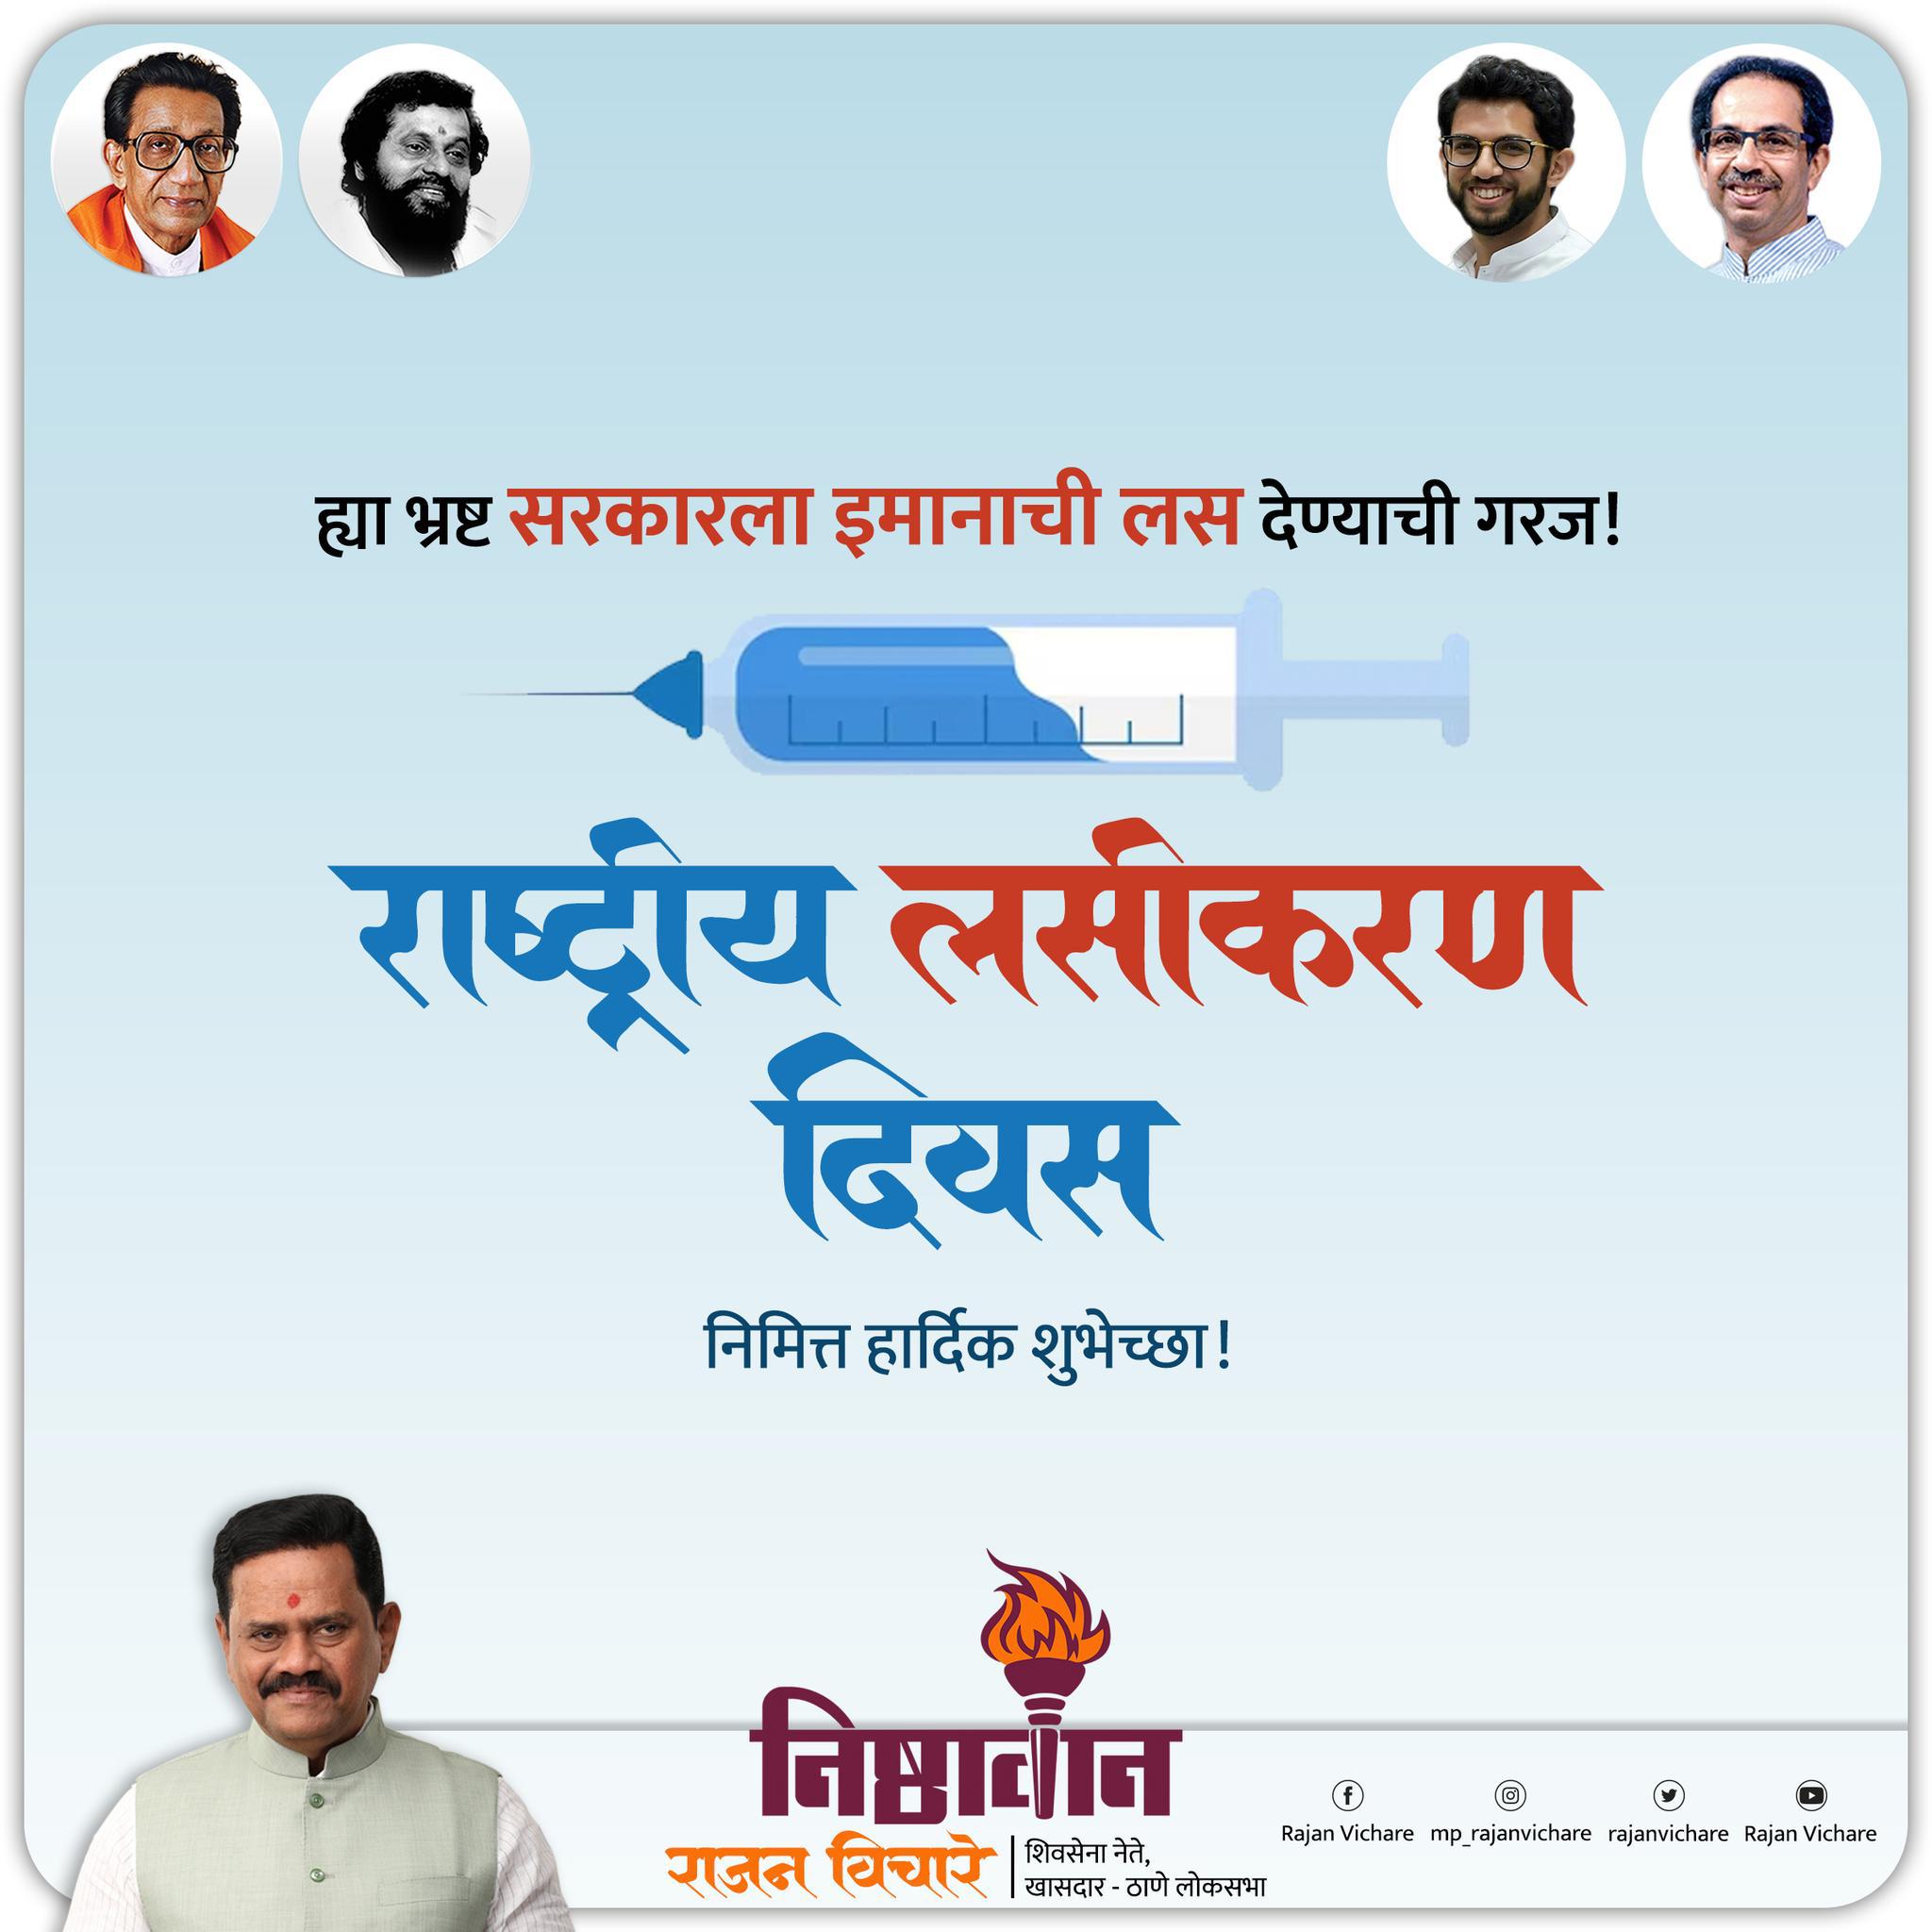 ह्या भ्रष्ट सरकारला इमानाची लस देण्याची गरज!
राष्ट्रीय लसीकरण
दिवस
निमित्त हार्दिक शुभेच्छा!
निष्ठावान
राजन विचारे
शिवसेना नेते,
खासदार - ठाणे लोकसभा
Rajan Vichare mp_rajanvichare rajanvichare Rajan Vichare